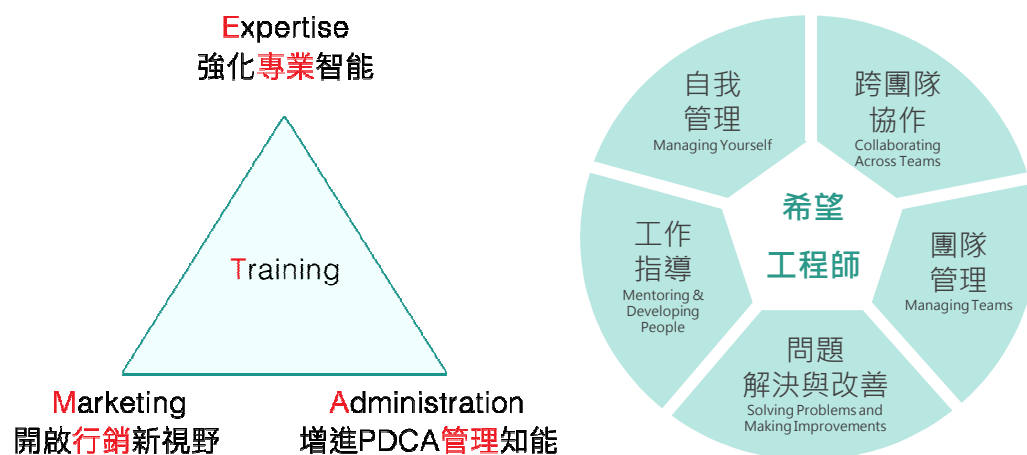 Expertise
強化專業智能
Training
Marketing
開啟行銷新視野
Administration
增進PDCA管理知能
自我
管理
Managing Yourself
跨團隊
協作
Collaborating
Across Teams
希望
工程師
工作
指導
Mentoring &
Developing
People
團隊
管理
Managing Teams
問題
解決與改善
Solving Problems and
Making Improvements